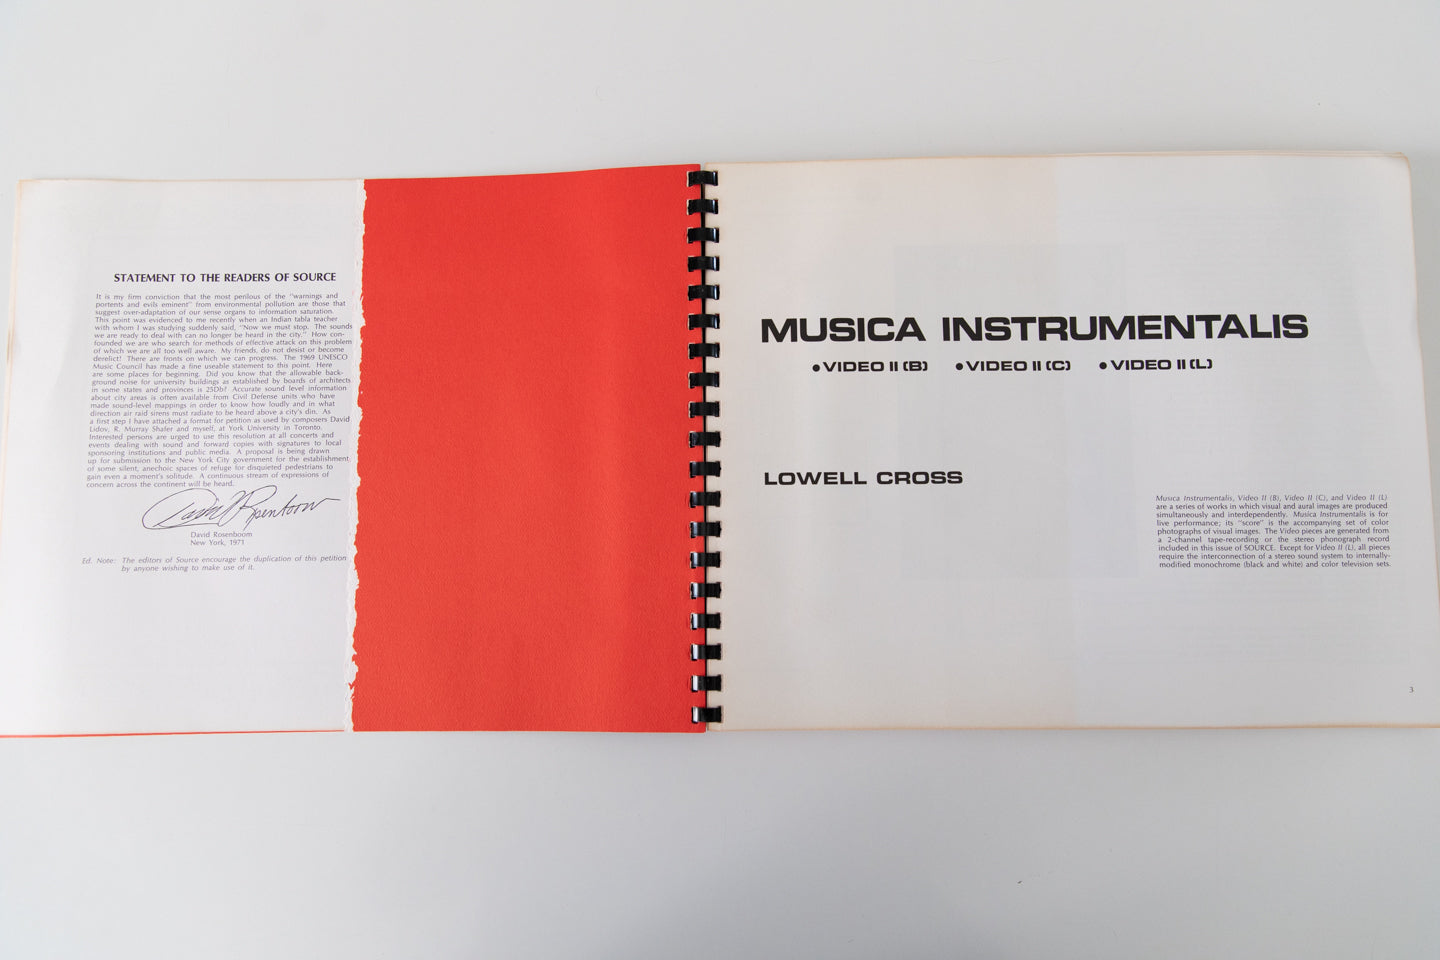 STATEMENT TO THE READERS OF SOURCE
It is my firm conviction that the most perilous of the "warnings and
portents and evils eminent" from environmental pollution are those that
suggest over-adaptation of our sense organs to information saturation.
This point was evidenced to me recently when an Indian tabla teacher
with whom I was studying suddenly said, "Now we must stop. The sounds
we are ready to deal with can no longer be heard in the city." How con-
founded we are who search for methods of effective attack on this problem
of which we are all too well aware. My friends, do not desist or become
derelict! There are fronts on which we can progress. The 1969 UNESCO
Music Council has made a fine useable statement to this point. Here
are some places for beginning. Did you know that the allowable back-
ground noise for university buildings as established by boards of architects
in some states and provinces is 25Db? Accurate sound level information
about city areas is often available from Civil Defense units who have
made sound-level mappings in order to know how loudly and in what
direction air raid sirens must radiate to be heard above a city's din. As
a first step I have attached a format for petition as used by composers David
Lidov, R. Murray Shafer and myself, at York University in Toronto.
Interested persons are urged to use this resolution at all concerts and
events dealing with sound and forward copies with signatures to local
sponsoring institutions and public media. A proposal is being drawn
up for submission to the New York City government for the establishment
of some silent, anechoic spaces of refuge for disquieted pedestrians to
gain even a moment's solitude. A continuous stream of expressions of
concern across the continent will be heard.
David Rosenboom
David Rosenboom
New York, 1971
Ed. Note: The editors of Source encourage the duplication of this petition
by anyone wishing to make use of it.
MUSICA INSTRUMENTALIS
•VIDEO II (B) •VIDEO II (C) •VIDEO II (L)
LOWELL CROSS
Musica Instrumentalis, Video II (B), Video II (C), and Video II (L)
are a series of works in which visual and aural images are produced
simultaneously and interdependently. Musica Instrumentalis is for
live performance; its "score" is the accompanying set of color
photographs of visual images. The Video pieces are generated from
a 2-channel tape-recording or the stereo phonograph record
included in this issue of SOURCE. Except for Video II (L), all pieces
require the interconnection of a stereo sound system to internally-
modified monochrome (black and white) and color television sets.
3